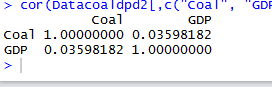 > cor(Datacoaldpd2[,c("Coal", "GDP
Coal GDP
Coal 1.00000000 0.03598182
GDP 0.03598182 1.00000000
>